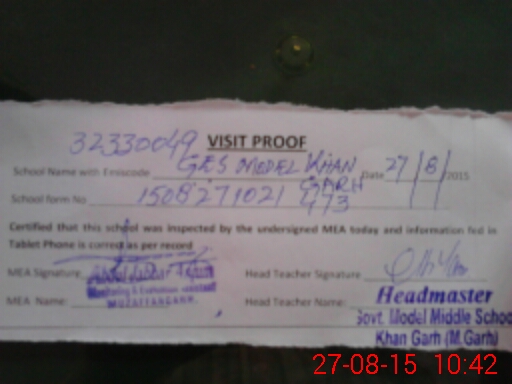 32330049 VISIT PROOF
School Name with Emiscode GES MODEL KHAN Date 27/8/2015
GARH
School form No 1508271021 473
Certified that this school was inspected by the undersigned MEA today and information fed in
Tablet Phone is correct as per record
MEA Signature Head Teacher Signature
Monitoring & Evaluation Assistant
MUZAFFARGARH.
MEA Name: Head Teacher Name:
Headmaster
Govt. Model Middle School
Khan Garh (M.Garh)
27-08-15 10:42